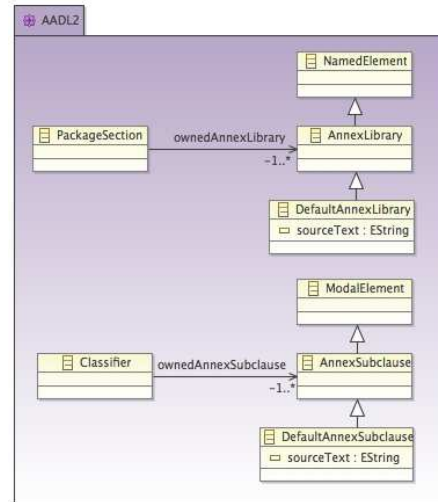 AADL2
NamedElement
PackageSection
ownedAnnexLibrary
AnnexLibrary
-1..*
DefaultAnnexLibrary
sourceText : EString
ModalElement
Classifier
ownedAnnexSubclause
AnnexSubclause
-1..*
DefaultAnnexSubclause
sourceText : EString